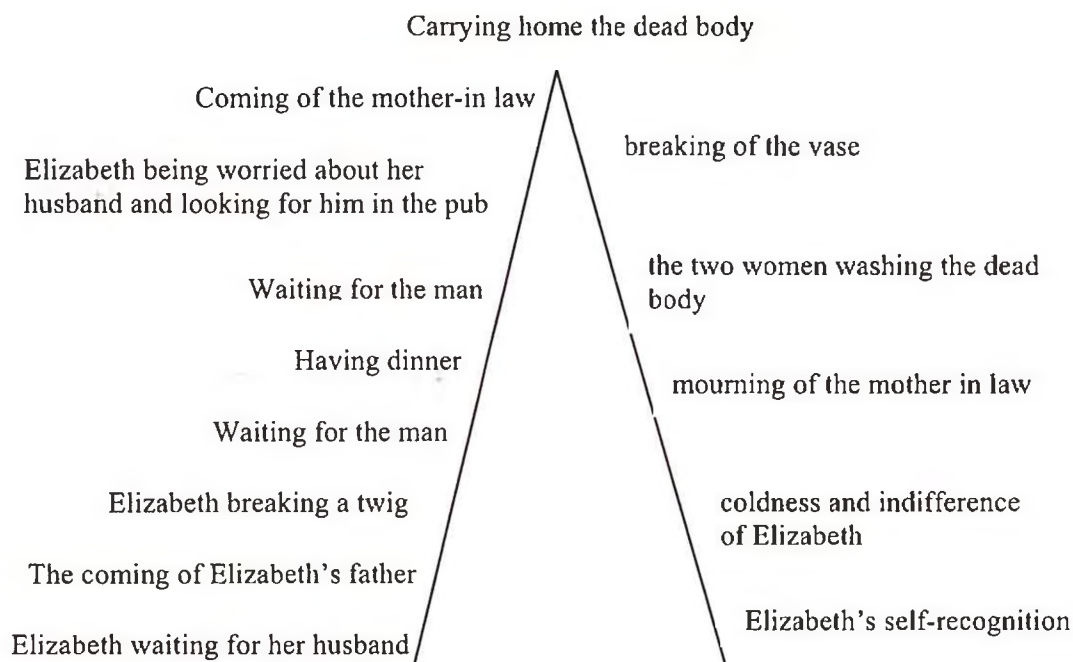 Carrying home the dead body
Coming of the mother-in law
breaking of the vase
Elizabeth being worried about her
husband and looking for him in the pub
the two women washing the dead
body
Waiting for the man
Having dinner
mourning of the mother in law
Waiting for the man
Elizabeth breaking a twig
coldness and indifference
of Elizabeth
The coming of Elizabeth's father
Elizabeth's self-recognition
Elizabeth waiting for her husband